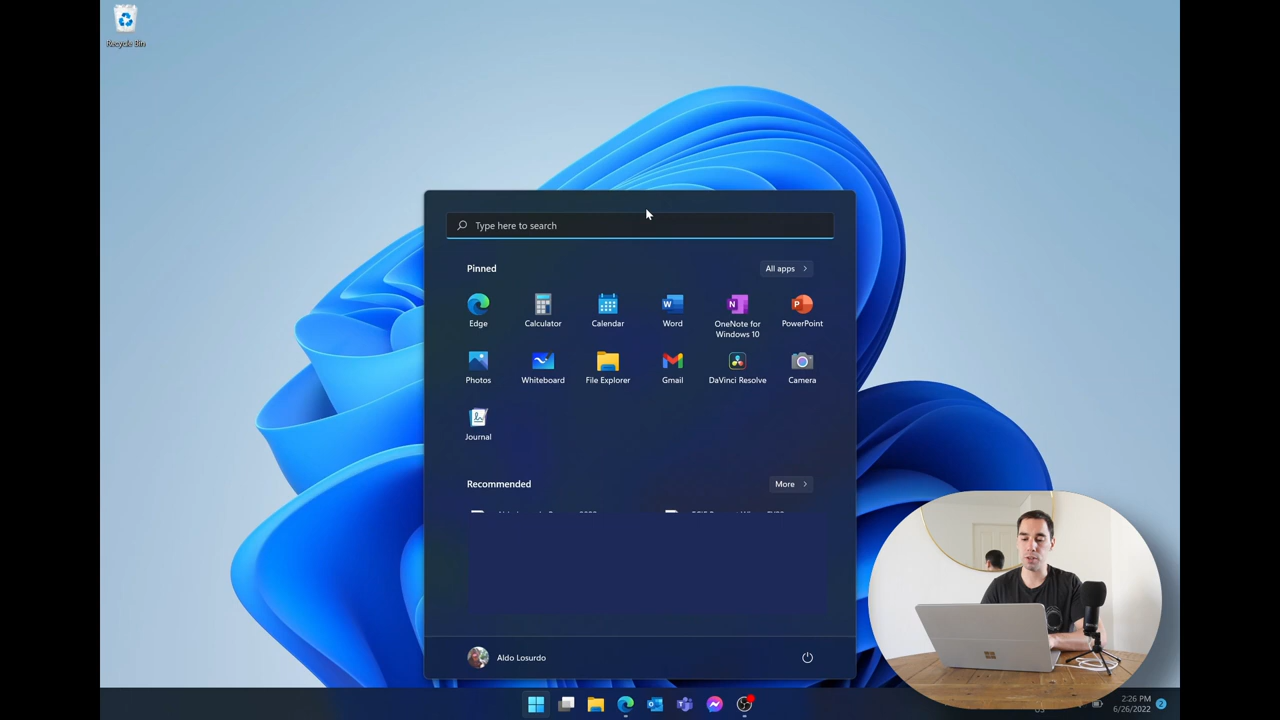 Recycle Bin
Type here to search
Pinned
All apps
Edge
Calculator
Calendar
Word
OneNote for
Windows 10
PowerPoint
Photos
Whiteboard
File Explorer
Gmail
DaVinci Resolve
Camera
Journal
Recommended
More
Aldo Losurdo
2:26 PM
6/26/2022
2